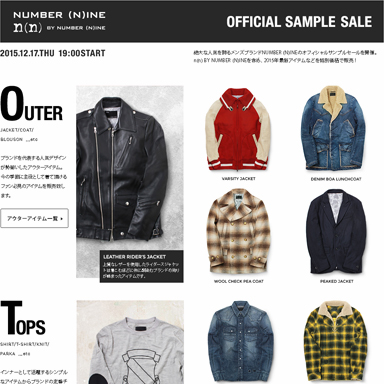 NUMBER (N)INE
n(n) BY NUMBER (N)INE
OFFICIAL SAMPLE SALE
2015.12.17.THU 19:00START
絶大な人気を誇るメンズブランドNUMBER (N)INEのオフィシャルサンプルセールを開催。
n(n) BY NUMBER (N)INEを含め、2015年最新アイテムなどを特別価格で販売！
OUTER
JACKET/COAT/
BLOUSON ...etc
ブランドを代表する人気デザイン
が勢揃いしたアウターアイテム。
今の季節に主役として着て頂ける
ファン必見のアイテムを販売致し
ます。
アウターアイテム一覧
LEATHER RIDER'S JACKET
上質なレザーを使用したライダースジャケッ
VARSITY JACKET
DENIM BOA LUNCHCOAT
WOOL CHECK PEA COAT
PEAKED JACKET
TOPS
SHIRT/T-SHIRT/KNIT/
PARKA ...etc
インナーとして活躍するシンプル
なアイテムからブランドの定番チ